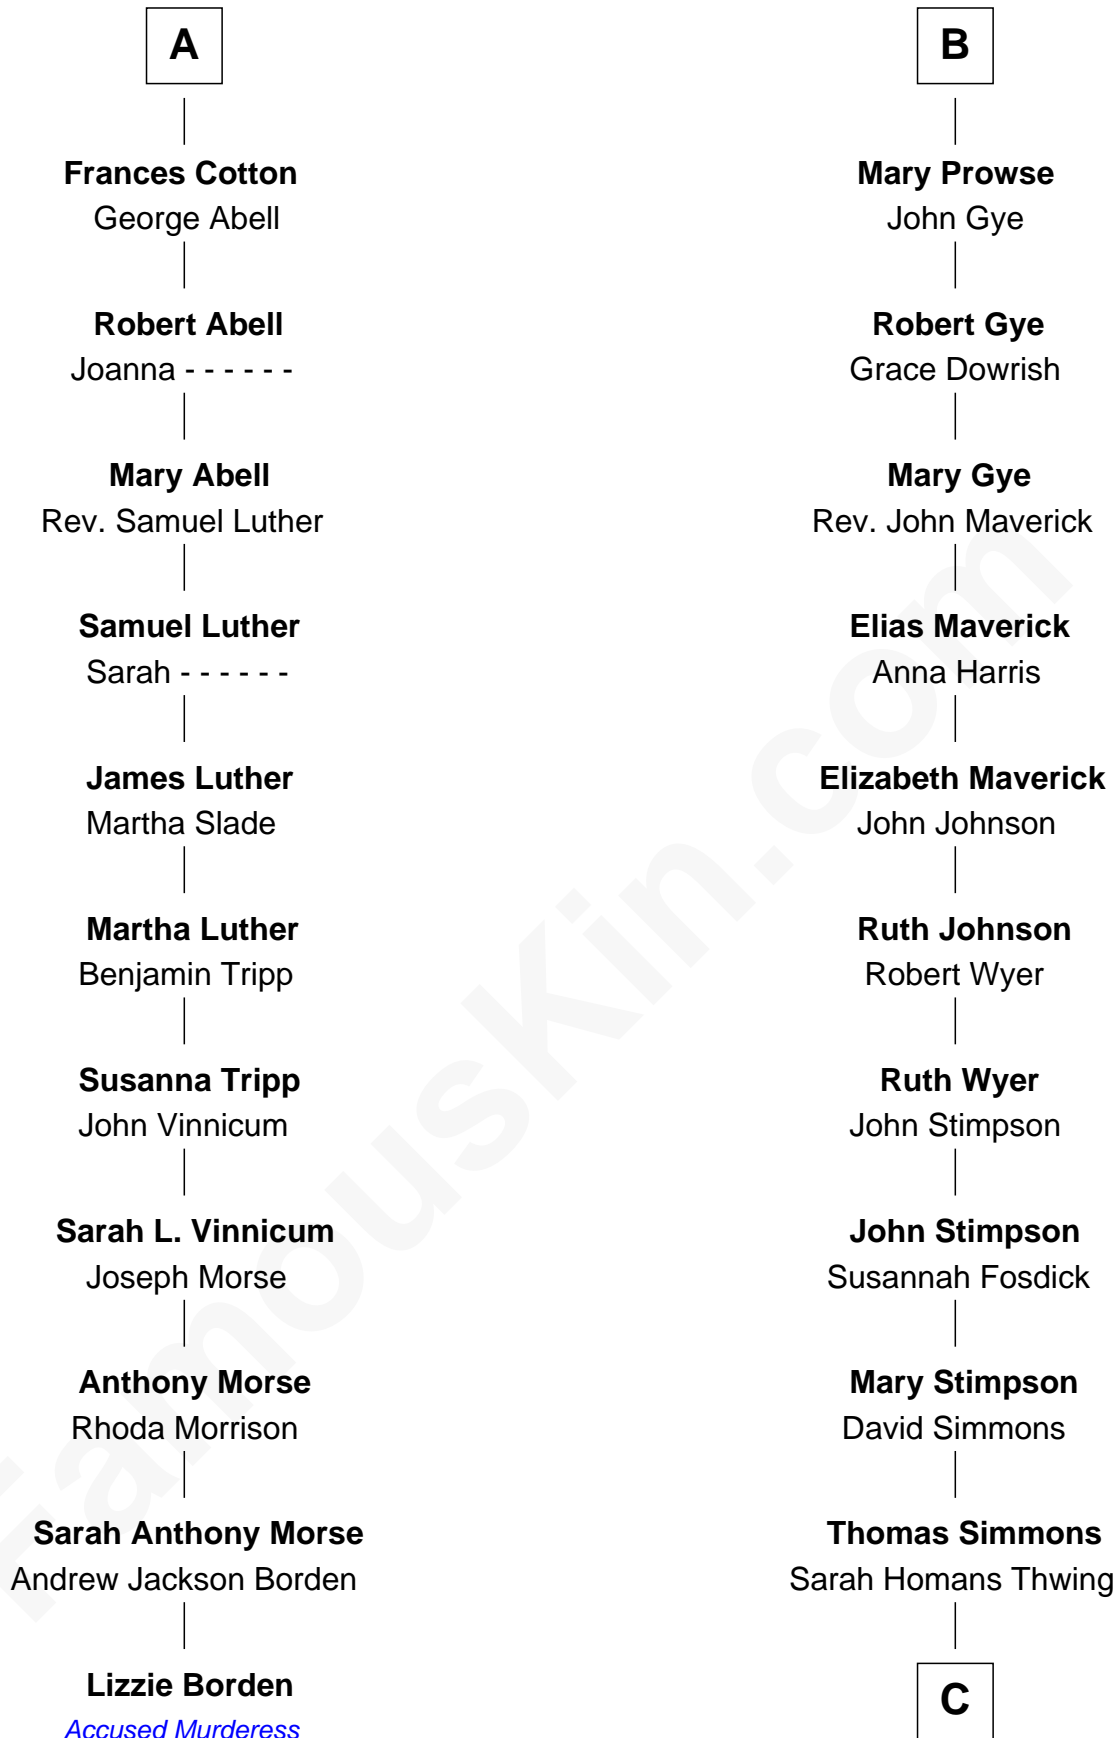 A
Frances Cotton
George Abell
Robert Abell
Joanna - - - - - -
Mary Abell
Rev. Samuel Luther
Samuel Luther
Sarah - - - - - -
James Luther
Martha Slade
Martha Luther
Benjamin Tripp
Susanna Tripp
John Vinnicum
Sarah L. Vinnicum
Joseph Morse
Anthony Morse
Rhoda Morrison
Sarah Anthony Morse
Andrew Jackson Borden
Lizzie Borden
Accused Murderess
B
Mary Prowse
John Gye
Robert Gye
Grace Dowrish
Mary Gye
Rev. John Maverick
Elias Maverick
Anna Harris
Elizabeth Maverick
John Johnson
Ruth Johnson
Robert Wyer
Ruth Wyer
John Stimpson
John Stimpson
Susannah Fosdick
Mary Stimpson
David Simmons
Thomas Simmons
Sarah Homans Thwing
C
FamousKin.com